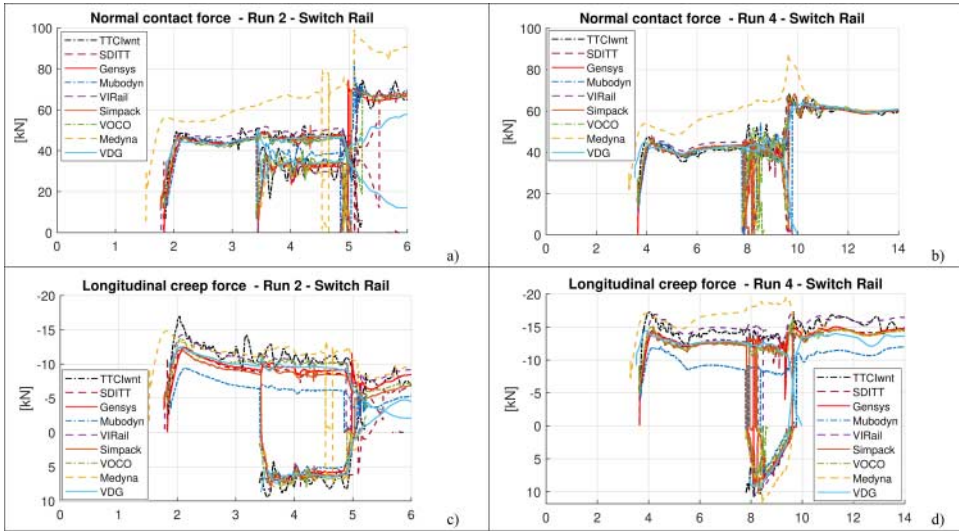 Normal contact force - Run 2 - Switch Rail
[kN]
100
80
60
40
20
0
TTCIwnt
SDITT
Gensys
Mubodyn
VIRail
Simpack
VOCO
Medyna
VDG
0 1 2 3 4 5 6
a)
Normal contact force - Run 4 - Switch Rail
100
80
60
40
20
0
TTCIwnt
SDITT
Gensys
Mubodyn
VIRail
Simpack
VOCO
Medyna
VDG
0 2 4 6 8 10 12 14
b)
Longitudinal creep force - Run 2 - Switch Rail
[kN]
-20
-15
-10
-5
0
5
10
TTCIwnt
SDITT
Gensys
Mubodyn
VIRail
Simpack
VOCO
Medyna
VDG
0 1 2 3 4 5 6
c)
Longitudinal creep force - Run 4 - Switch Rail
[kN]
-20
-15
-10
-5
0
5
10
TTCIwnt
SDITT
Gensys
Mubodyn
VIRail
Simpack
VOCO
Medyna
VDG
0 2 4 6 8 10 12 14
d)